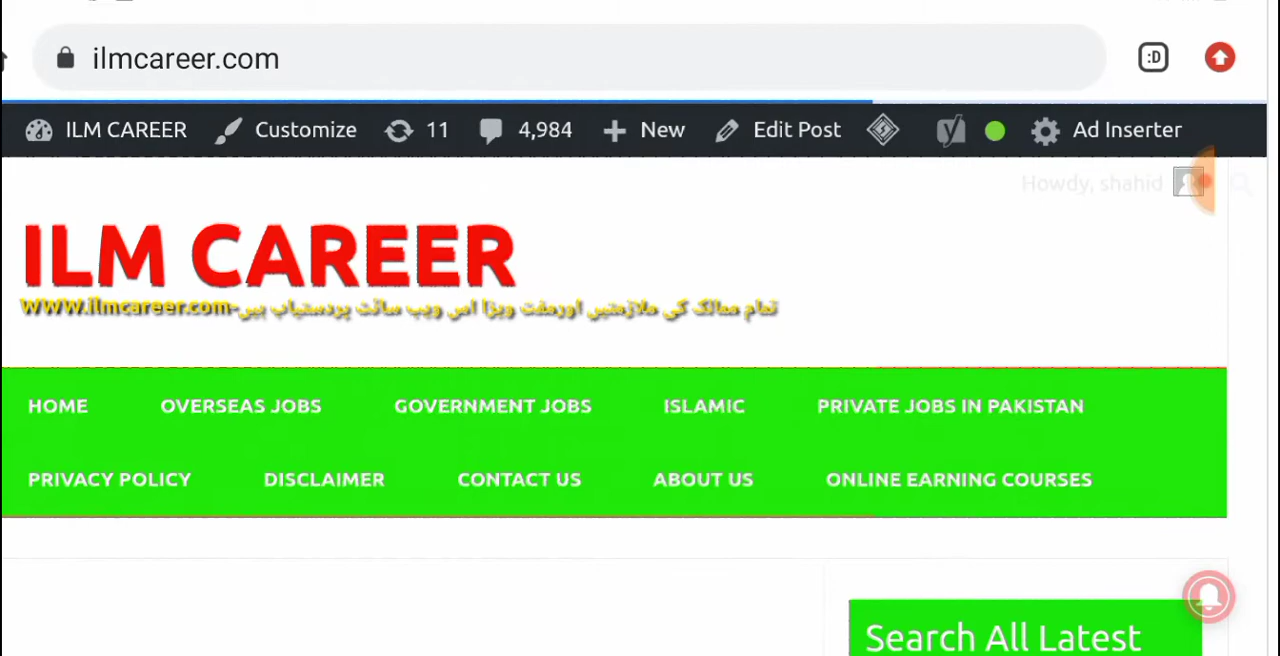 ilmcareer.com
:D
ILM CAREER Customize 11 4,984 New Edit Post Ad Inserter
Howdy, shahid
ILM CAREER
www.ilmcareer.com-تمام ممالک کی ملازمتیں اورمفت ویزا اس ویب سائٹ پردستیاب ہیں
HOME OVERSEAS JOBS GOVERNMENT JOBS ISLAMIC PRIVATE JOBS IN PAKISTAN
PRIVACY POLICY DISCLAIMER CONTACT US ABOUT US ONLINE EARNING COURSES
Search All Latest